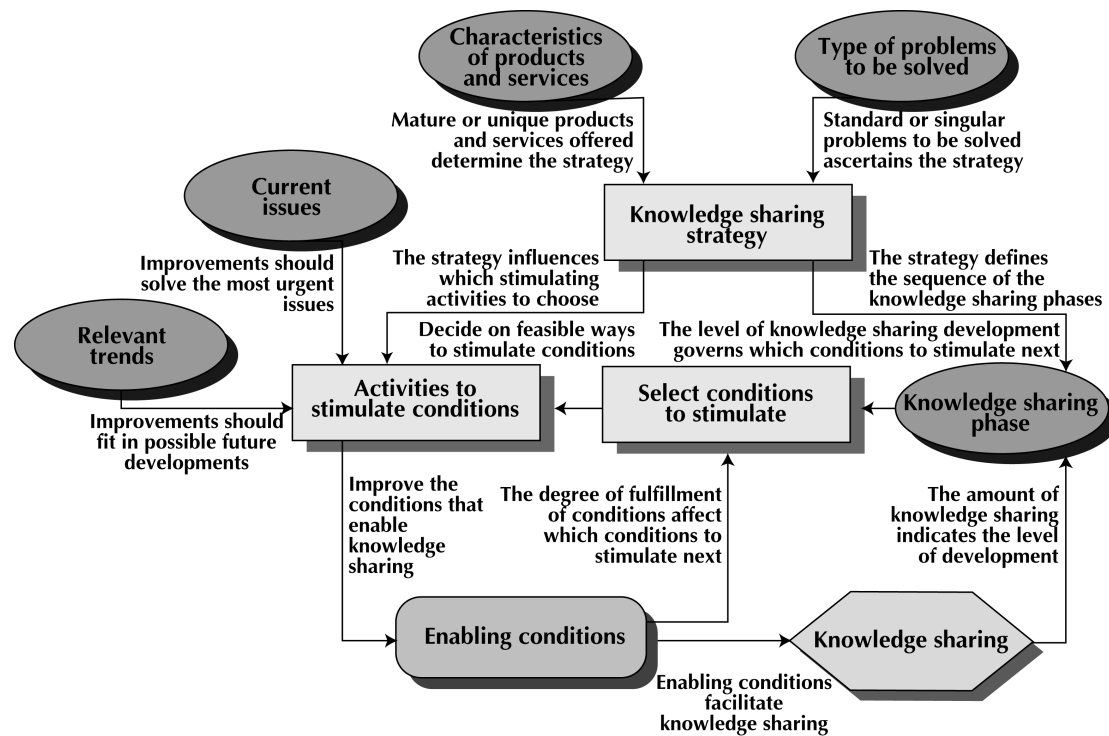 Characteristics
of products
and services
Type of problems
to be solved
Mature or unique products
and services offered
determine the strategy
Standard or singular
problems to be solved
ascertains the strategy
Current
issues
Knowledge sharing
strategy
Improvements should
solve the most urgent
issues
The strategy influences
which stimulating
activities to choose
The strategy defines
the sequence of the
knowledge sharing phases
Relevant
trends
Decide on feasible ways
to stimulate conditions
The level of knowledge sharing development
governs which conditions to stimulate next
Activities to
stimulate conditions
Select conditions
to stimulate
Knowledge sharing
phase
Improvements should
fit in possible future
developments
Improve the
conditions that
enable
knowledge
sharing
The degree of fulfillment
of conditions affect
which conditions to
stimulate next
The amount of
knowledge sharing
indicates the level
of development
Enabling conditions
Knowledge sharing
Enabling conditions
facilitate
knowledge sharing